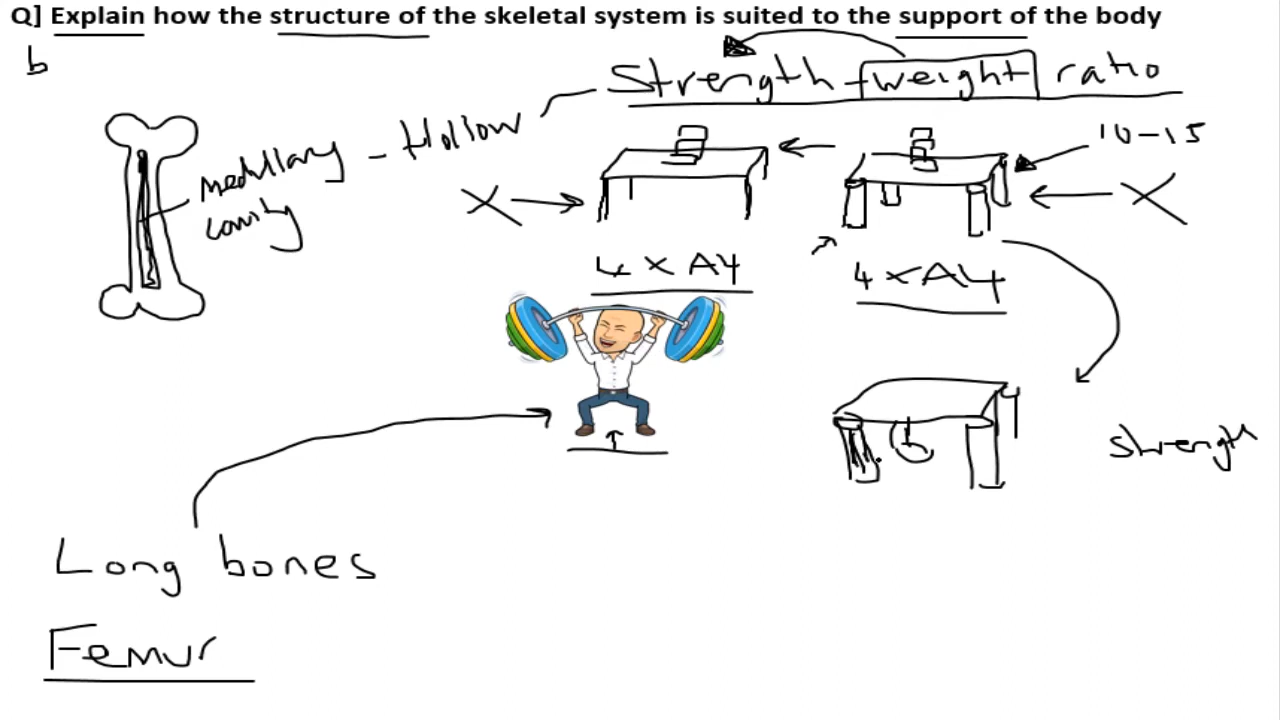 Q] Explain how the structure of the skeletal system is suited to the support of the body
b
Strength - weight ratio
Medullary - Hollow
cavity
10-15
X
X
4 x A4
4 x A4
Strength
Long bones
Femur